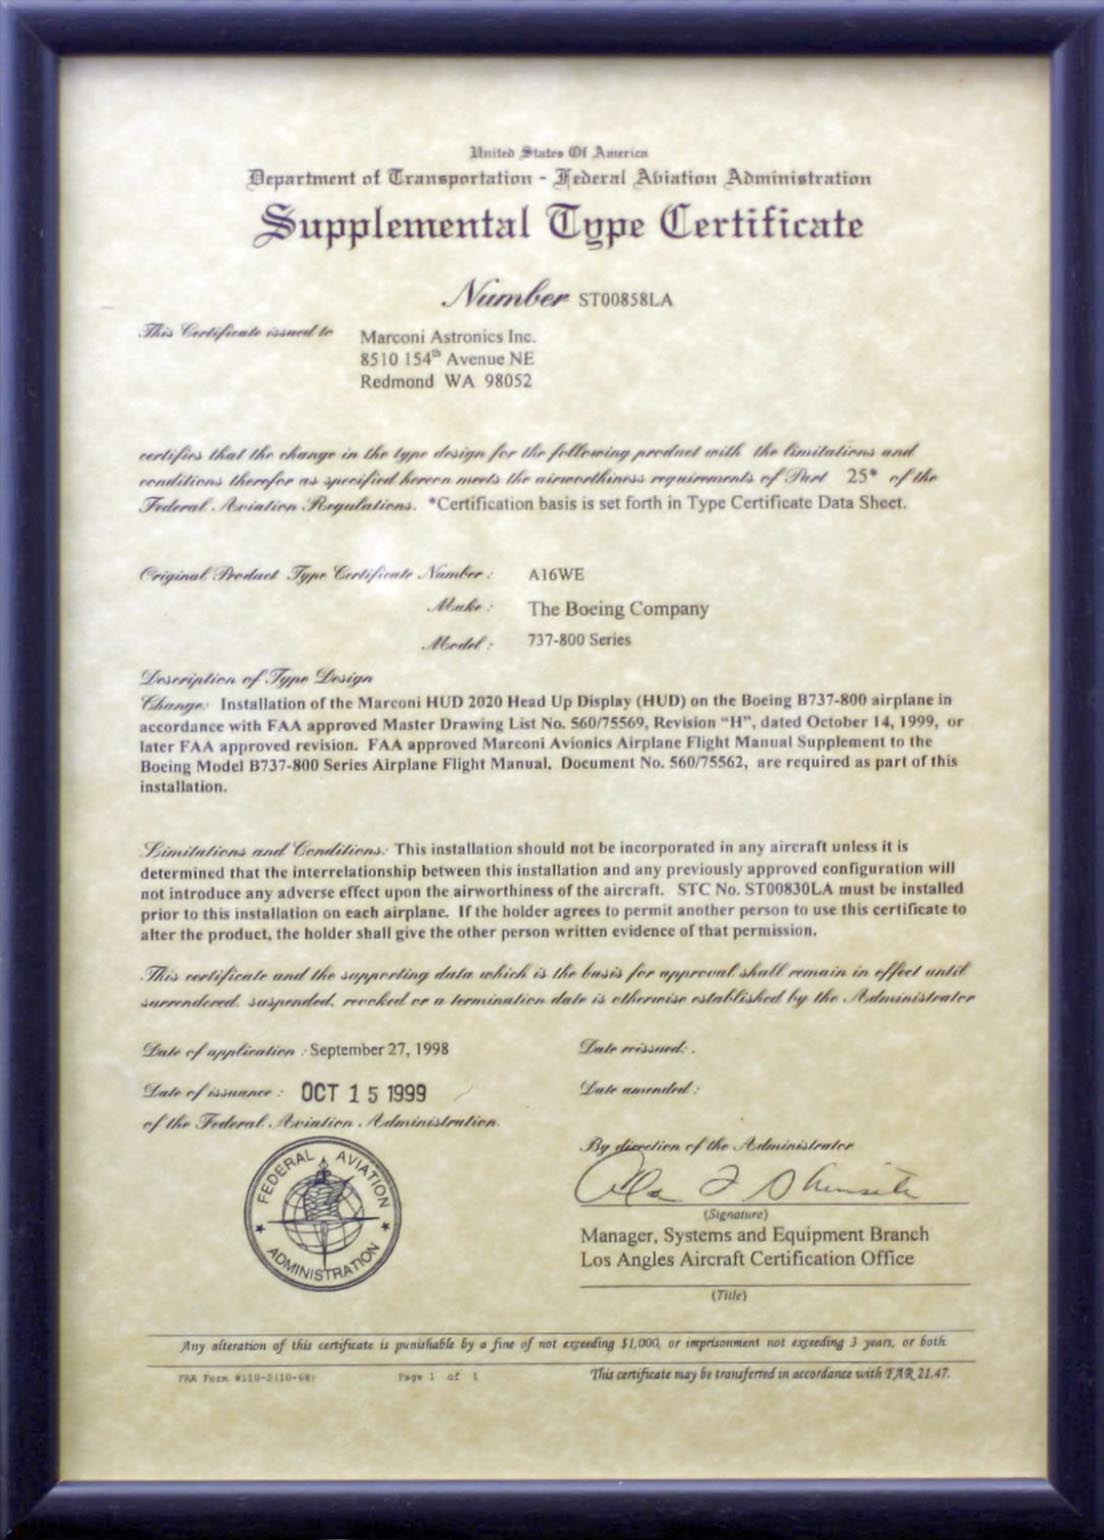 United States Of America
Department of Transportation - Federal Aviation Administration
Supplemental Type Certificate
Number ST00858LA
This Certificate issued to Marconi Astronics Inc.
8510 154th Avenue NE
Redmond WA 98052
certifies that the change in the type design for the following product with the limitations and
conditions therefor as specified hereon meets the airworthiness requirements of Part 25* of the
Federal Aviation Regulations. *Certification basis is set forth in Type Certificate Data Sheet.
Original Product Type Certificate Number : A16WE
Make : The Boeing Company
Model : 737-800 Series
Description of Type Design
Change: Installation of the Marconi HUD 2020 Head Up Display (HUD) on the Boeing B737-800 airplane in
accordance with FAA approved Master Drawing List No. 560/75569, Revision "H", dated October 14, 1999, or
later FAA approved revision. FAA approved Marconi Avionics Airplane Flight Manual Supplement to the
Boeing Model B737-800 Series Airplane Flight Manual, Document No. 560/75562, are required as part of this
installation.
Limitations and Conditions: This installation should not be incorporated in any aircraft unless it is
determined that the interrelationship between this installation and any previously approved configuration will
not introduce any adverse effect upon the airworthiness of the aircraft. STC No. ST00830LA must be installed
prior to this installation on each airplane. If the holder agrees to permit another person to use this certificate to
alter the product, the holder shall give the other person written evidence of that permission.
This certificate and the supporting data which is the basis for approval shall remain in effect until
surrendered, suspended, revoked or a termination date is otherwise established by the Administrator
Date of application : September 27, 1998 Date reissued: .
Date of issuance : OCT 15 1999 Date amended :
of the Federal Aviation Administration.
By direction of the Administrator
FEDERAL AVIATION ADMINISTRATION
(Signature)
Manager, Systems and Equipment Branch
Los Angles Aircraft Certification Office
(Title)
Any alteration of this certificate is punishable by a fine of not exceeding $1,000, or imprisonment not exceeding 3 years, or both.
FAA Form 8110-2(10-68) Page 1 of 1 This certificate may be transferred in accordance with FAR 21.47.